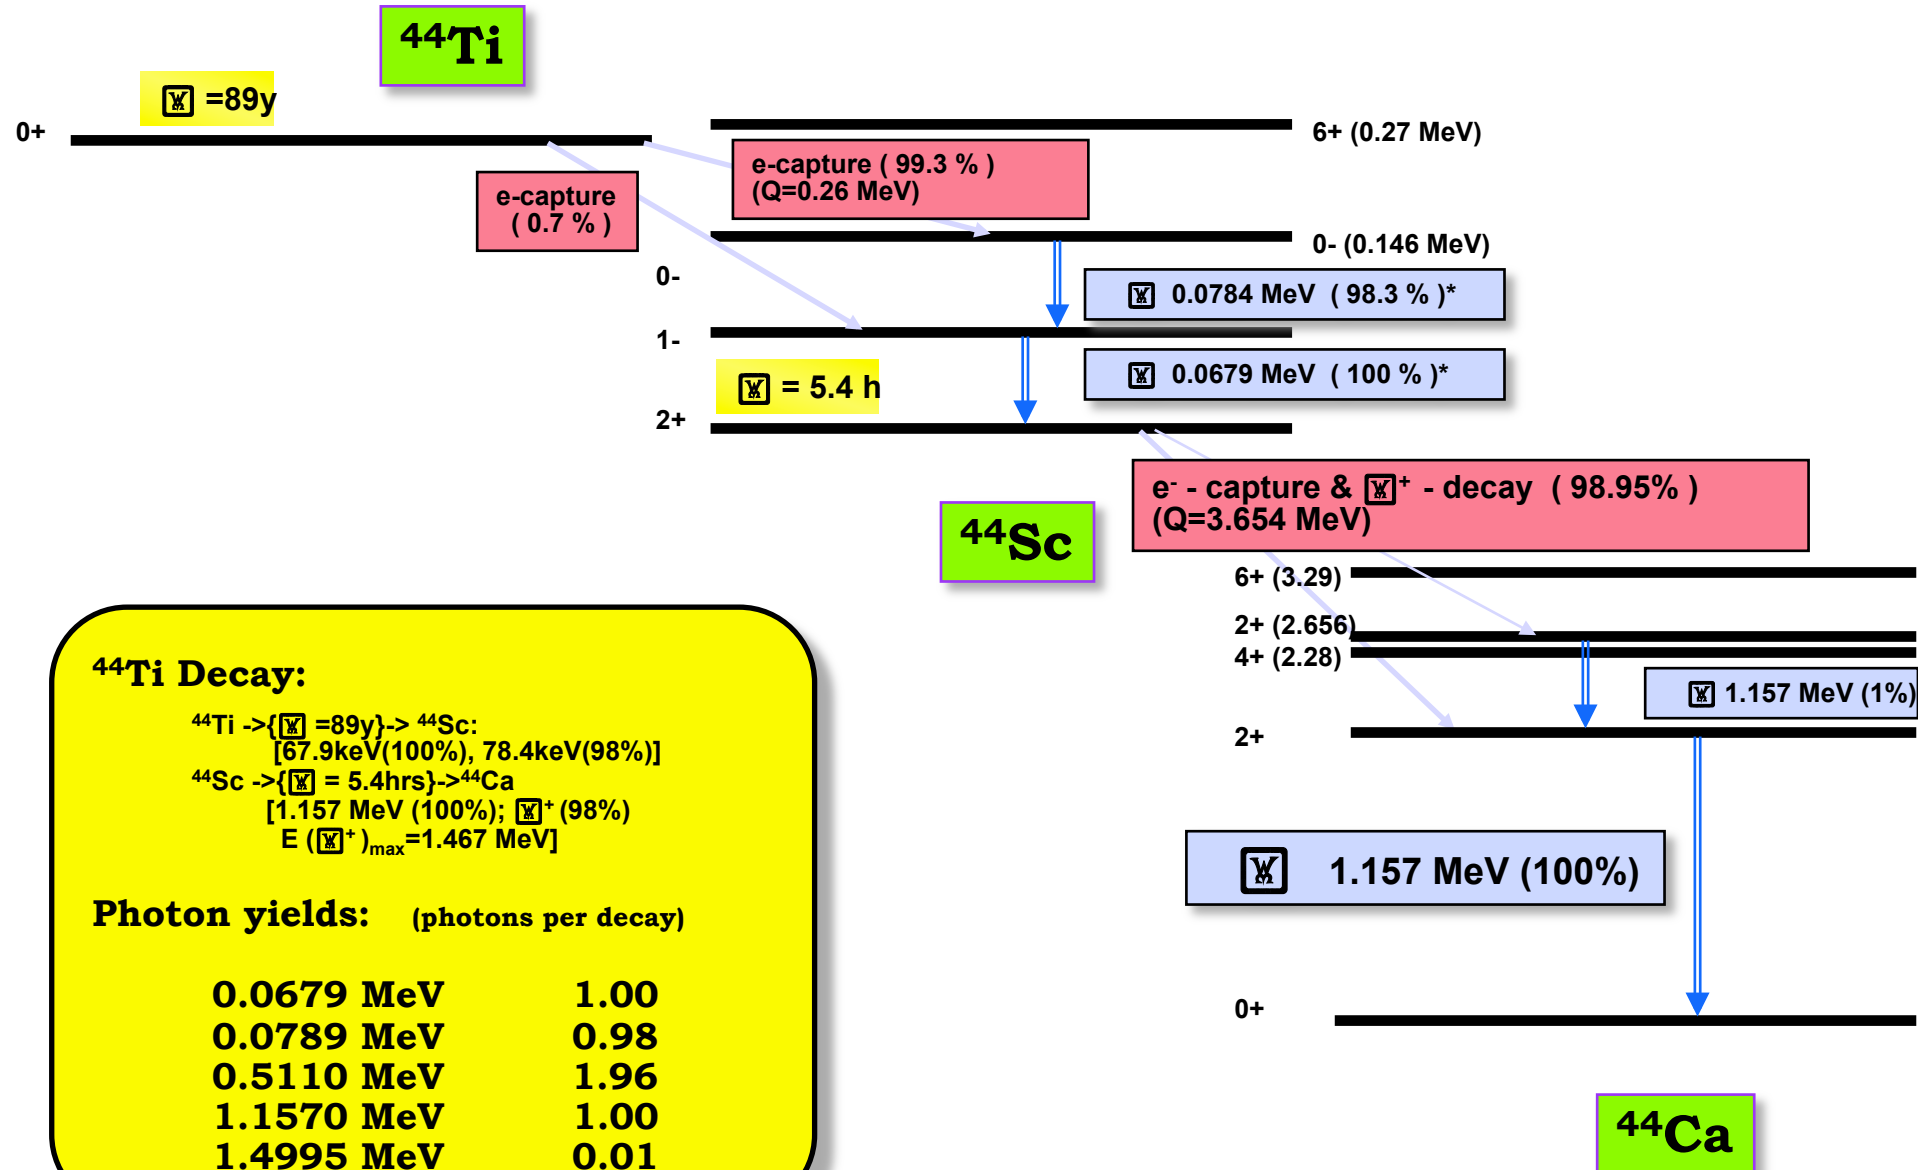 ⁴⁴Ti
=89y
0+
6+ (0.27 MeV)
e-capture ( 99.3 % )
(Q=0.26 MeV)
e-capture
( 0.7 % )
0- (0.146 MeV)
0-
0.0784 MeV ( 98.3 % )*
1-
0.0679 MeV ( 100 % )*
= 5.4 h
2+
e⁻ - capture & ⁺ - decay ( 98.95% )
(Q=3.654 MeV)
⁴⁴Sc
6+ (3.29)
2+ (2.656)
4+ (2.28)
1.157 MeV (1%)
2+
1.157 MeV (100%)
0+
⁴⁴Ca
⁴⁴Ti Decay:
⁴⁴Ti ->{ =89y}-> ⁴⁴Sc:
[67.9keV(100%), 78.4keV(98%)]
⁴⁴Sc ->{ = 5.4hrs}->⁴⁴Ca
[1.157 MeV (100%); ⁺ (98%)
E ( ⁺ )max=1.467 MeV]
Photon yields: (photons per decay)
0.0679 MeV 1.00
0.0789 MeV 0.98
0.5110 MeV 1.96
1.1570 MeV 1.00
1.4995 MeV 0.01